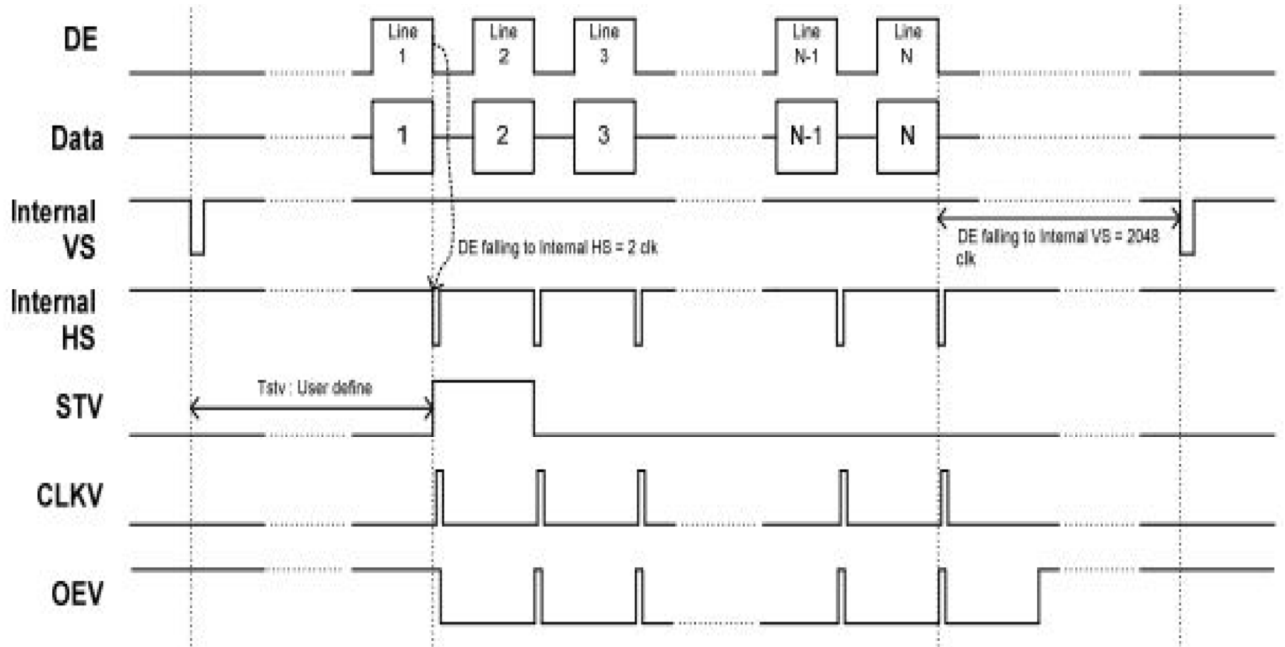 DE
Line
1
Line
2
Line
3
Line
N-1
Line
N
Data
1
2
3
N-1
N
Internal
VS
DE falling to Internal HS = 2 clk
DE falling to Internal VS = 2048
clk
Internal
HS
Tstv : User define
STV
CLKV
OEV